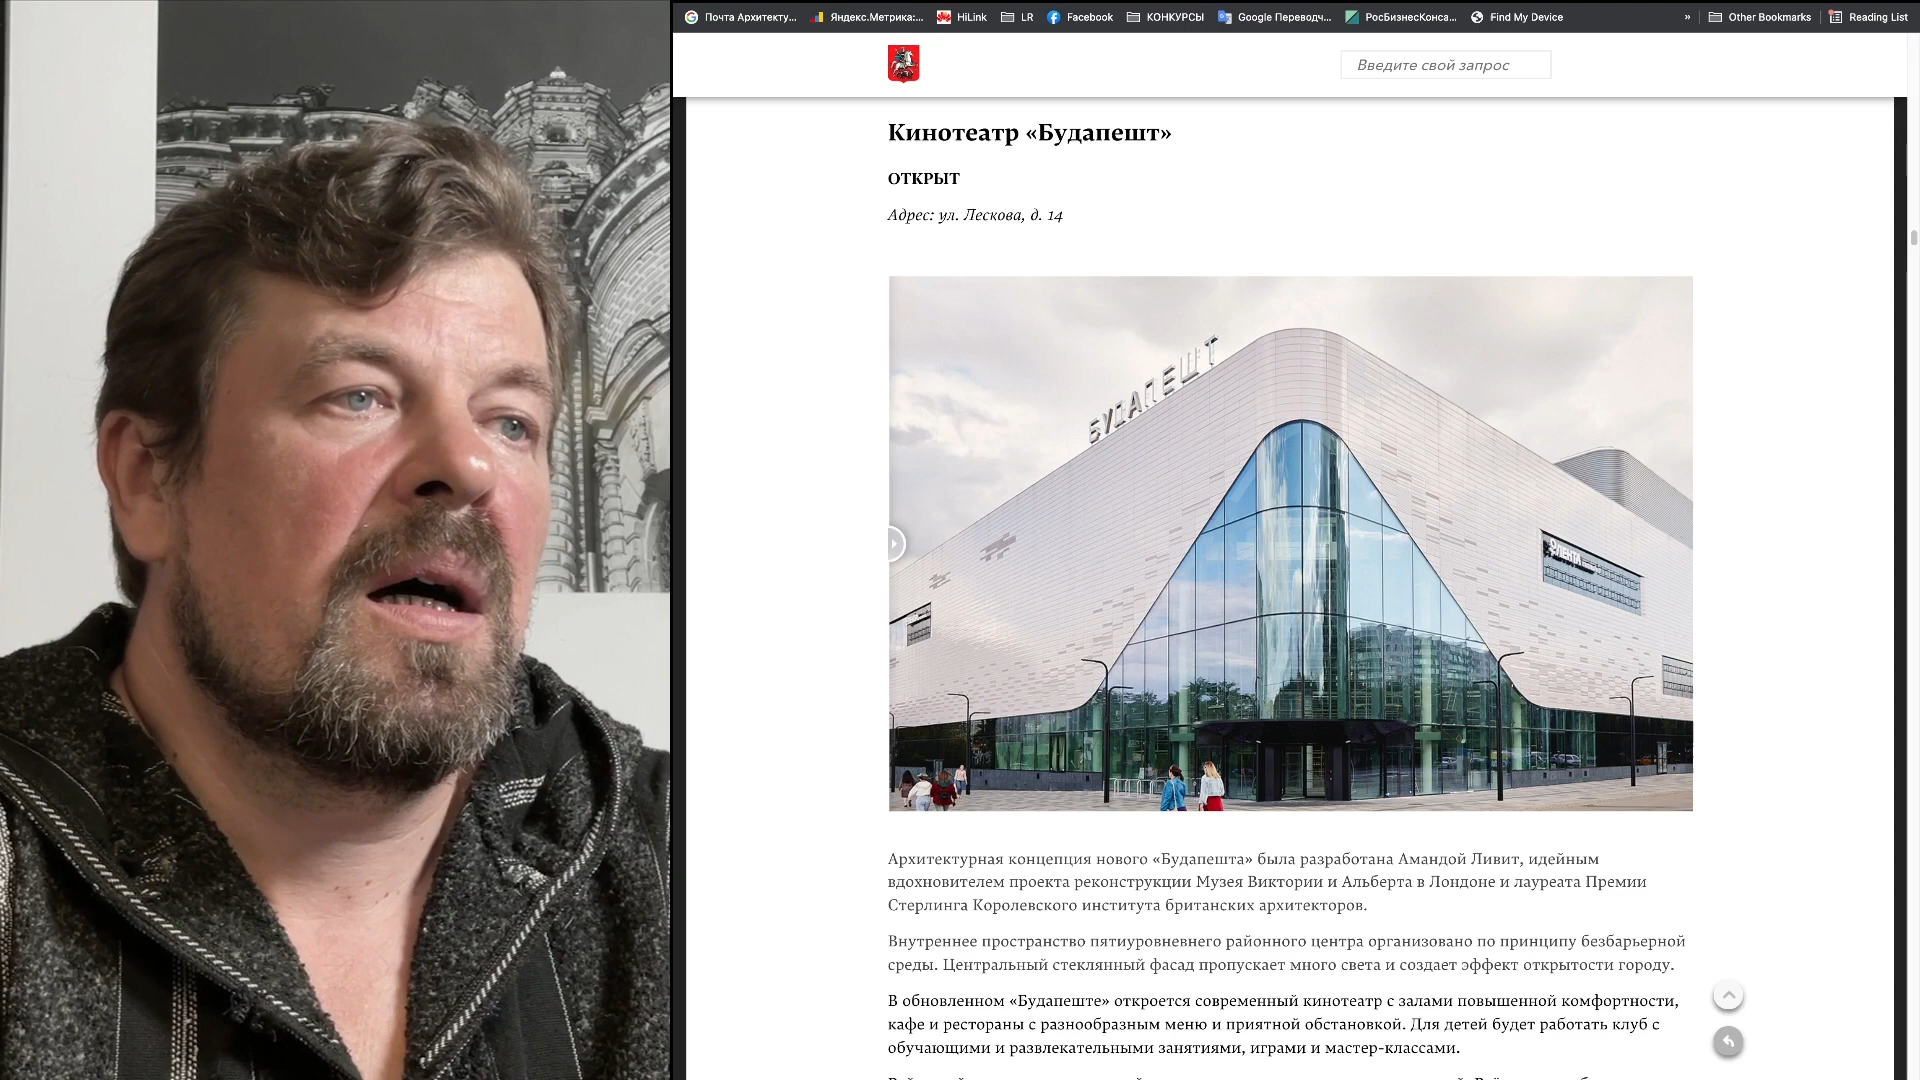 Почта Архитекту... Яндекс.Метрика:... HiLink LR Facebook КОНКУРСЫ Google Переводч... РосБизнесКонса... Find My Device » Other Bookmarks Reading List
Введите свой запрос
Кинотеатр «Будапешт»
ОТКРЫТ
Адрес: ул. Лескова, д. 14
БУДАПЕШТ
ЛЕНТА
Архитектурная концепция нового «Будапешта» была разработана Амандой Ливит, идейным
вдохновителем проекта реконструкции Музея Виктории и Альберта в Лондоне и лауреата Премии
Стерлинга Королевского института британских архитекторов.
Внутреннее пространство пятиуровневнего районного центра организовано по принципу безбарьерной
среды. Центральный стеклянный фасад пропускает много света и создает эффект открытости городу.
В обновленном «Будапеште» откроется современный кинотеатр с залами повышенной комфортности,
кафе и рестораны с разнообразным меню и приятной обстановкой. Для детей будет работать клуб с
обучающими и развлекательными занятиями, играми и мастер-классами.